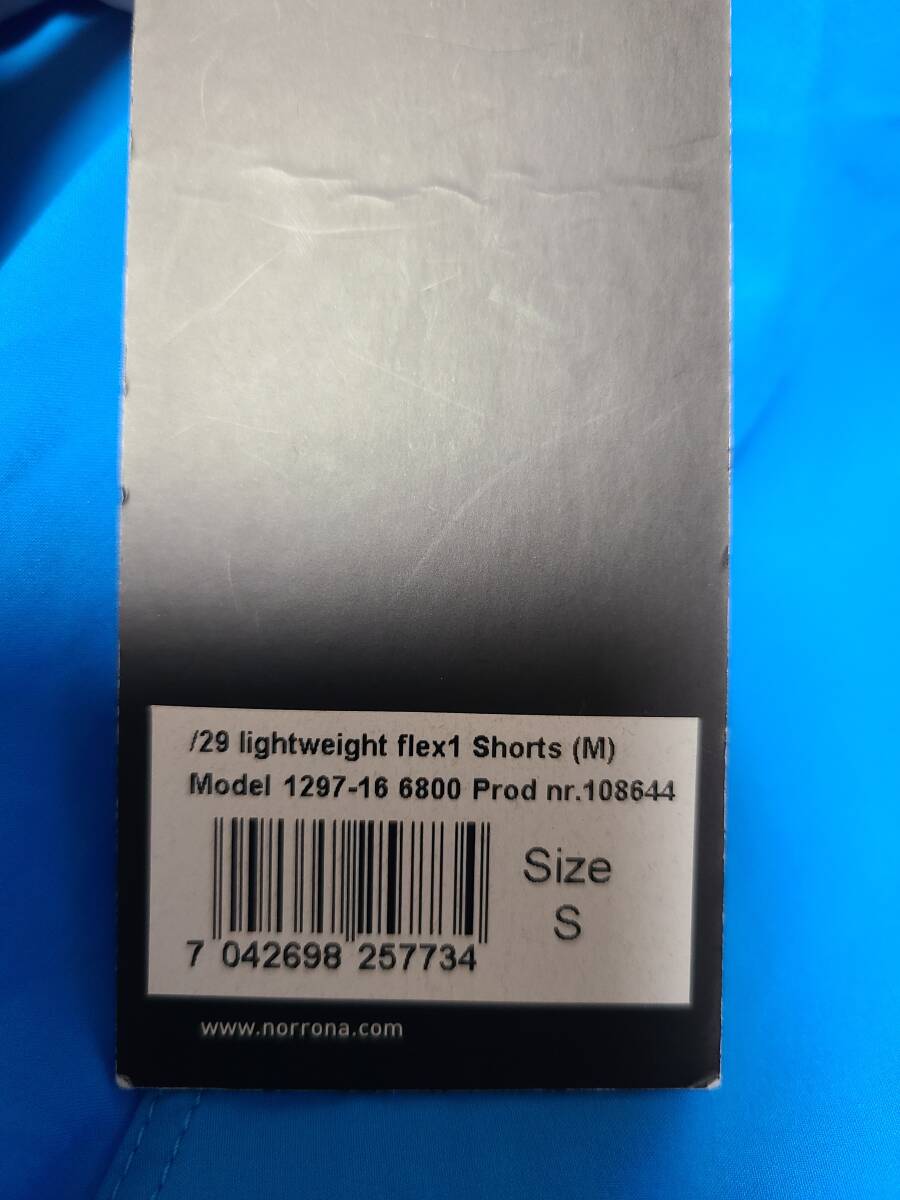 /29 lightweight flex1 Shorts (M)
Model 1297-16 6800 Prod nr.108644
Size
S
7 042698 257734
www.norrona.com